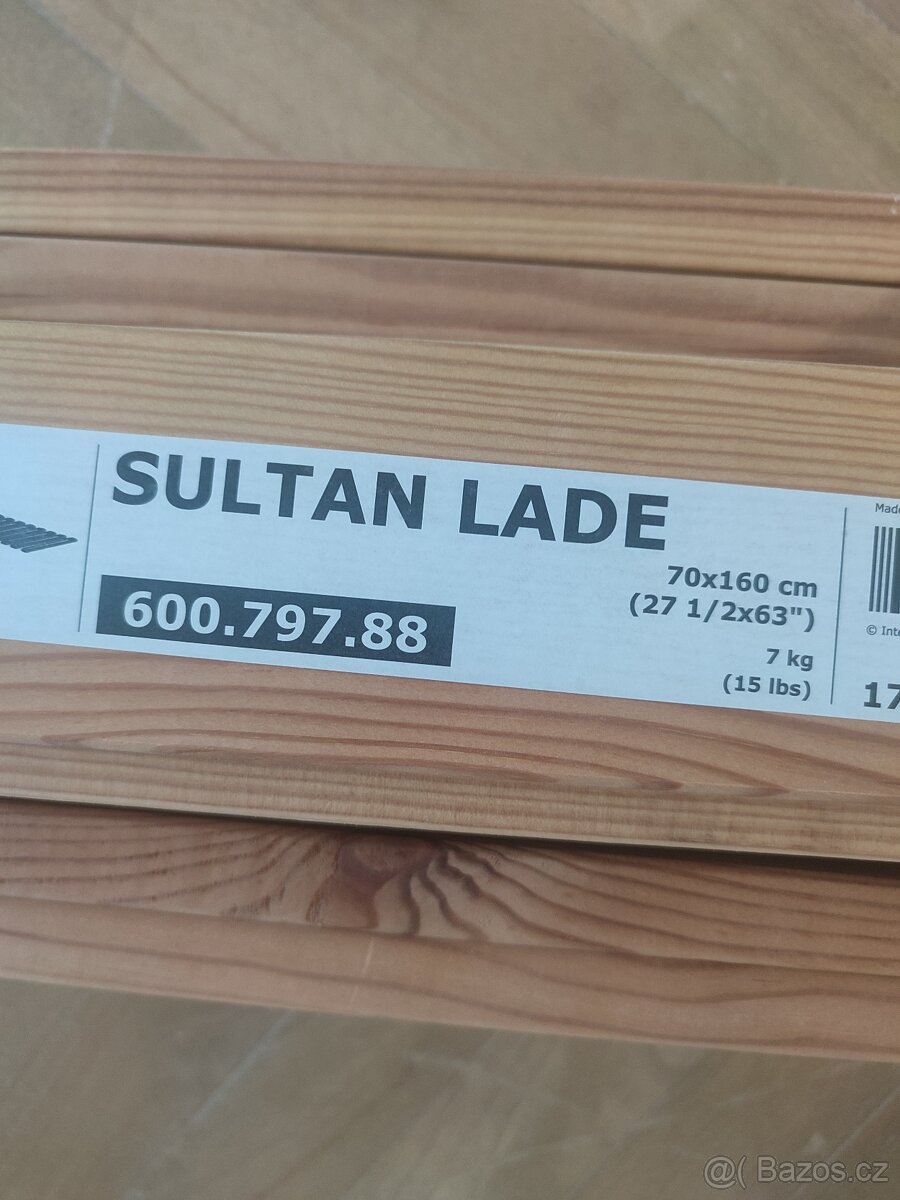 SULTAN LADE
600.797.88
70x160 cm
(27 1/2x63")
7 kg
(15 lbs)
©
17
@( Bazos.cz